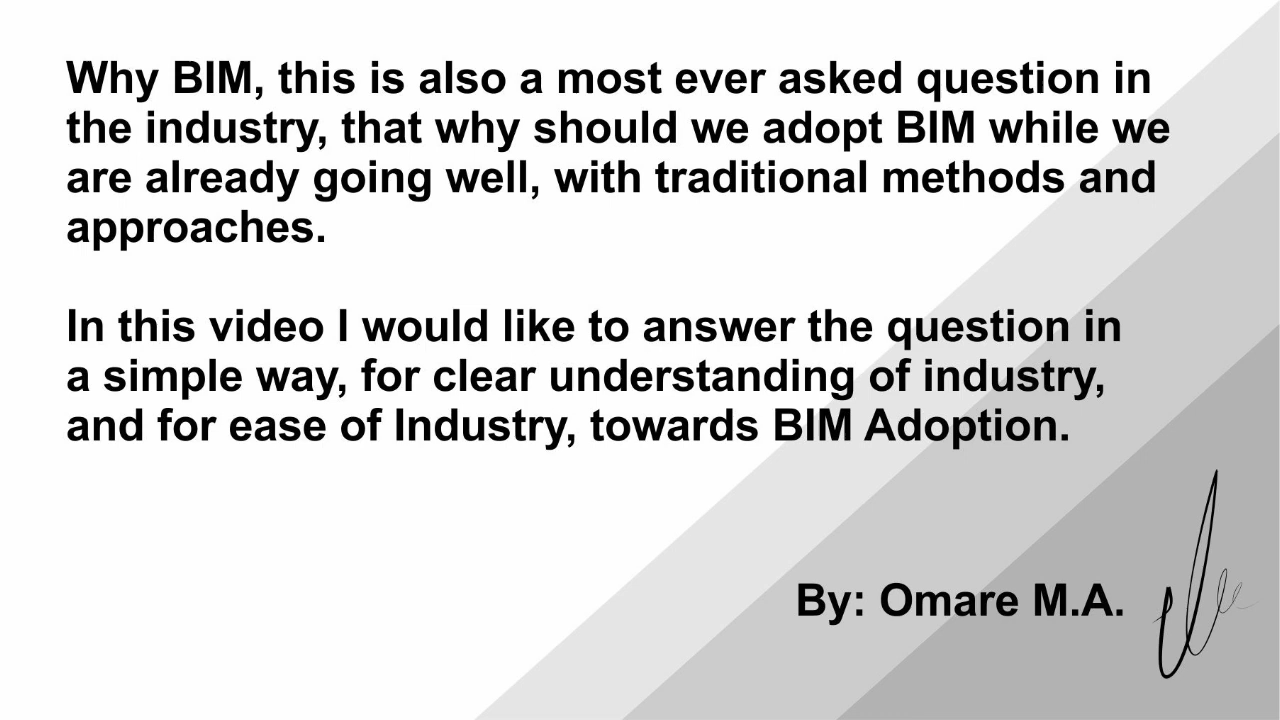 Why BIM, this is also a most ever asked question in
the industry, that why should we adopt BIM while we
are already going well, with traditional methods and
approaches.
In this video I would like to answer the question in
a simple way, for clear understanding of industry,
and for ease of Industry, towards BIM Adoption.
By: Omare M.A.